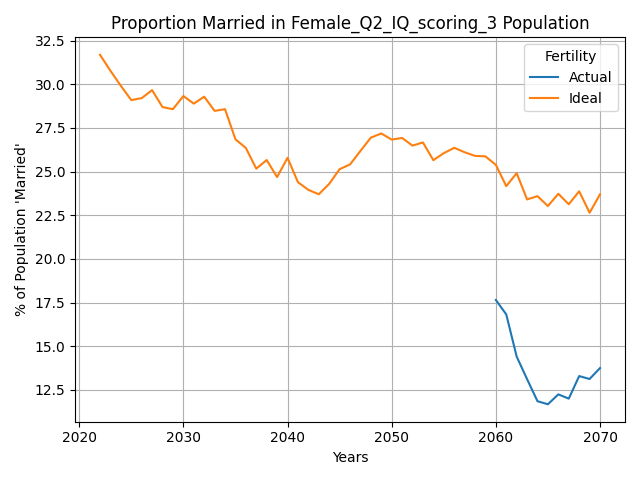 Proportion Married in Female_Q2_IQ_scoring_3 Population
Fertility
Actual
Ideal
% of Population 'Married'
32.5
30.0
27.5
25.0
22.5
20.0
17.5
15.0
12.5
2020 2030 2040 2050 2060 2070
Years